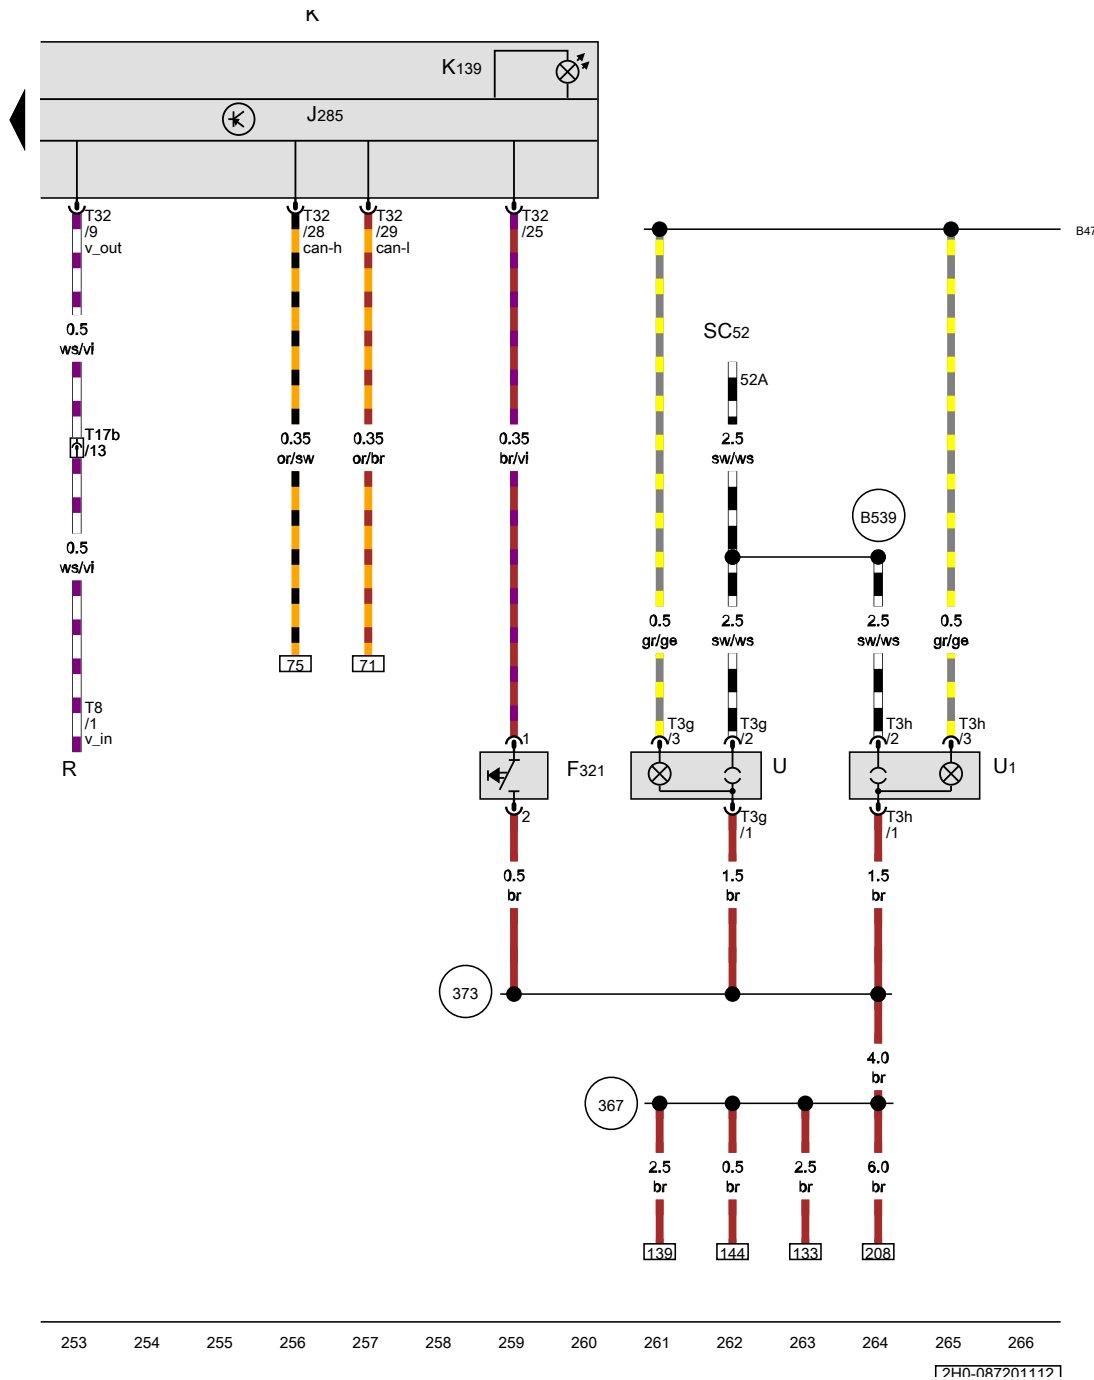 K
K139
J285
T32
/9
v_out
T32
/28
can-h
T32
/29
can-l
T32
/25
B47
SC52
52A
0.5
ws/vi
T17b
/13
0.35
or/sw
0.35
or/br
0.35
br/vi
2.5
sw/ws
B539
0.5
ws/vi
0.5
gr/ge
2.5
sw/ws
2.5
sw/ws
0.5
gr/ge
75
71
T8
/1
v_in
R
1
T3g
/3
T3g
/2
T3h
/2
T3h
/3
F321
U
U1
2
T3g
/1
T3h
/1
0.5
br
1.5
br
1.5
br
373
4.0
br
367
2.5
br
0.5
br
2.5
br
6.0
br
139
144
133
208
253 254 255 256 257 258 259 260 261 262 263 264 265 266
2H0-087201112